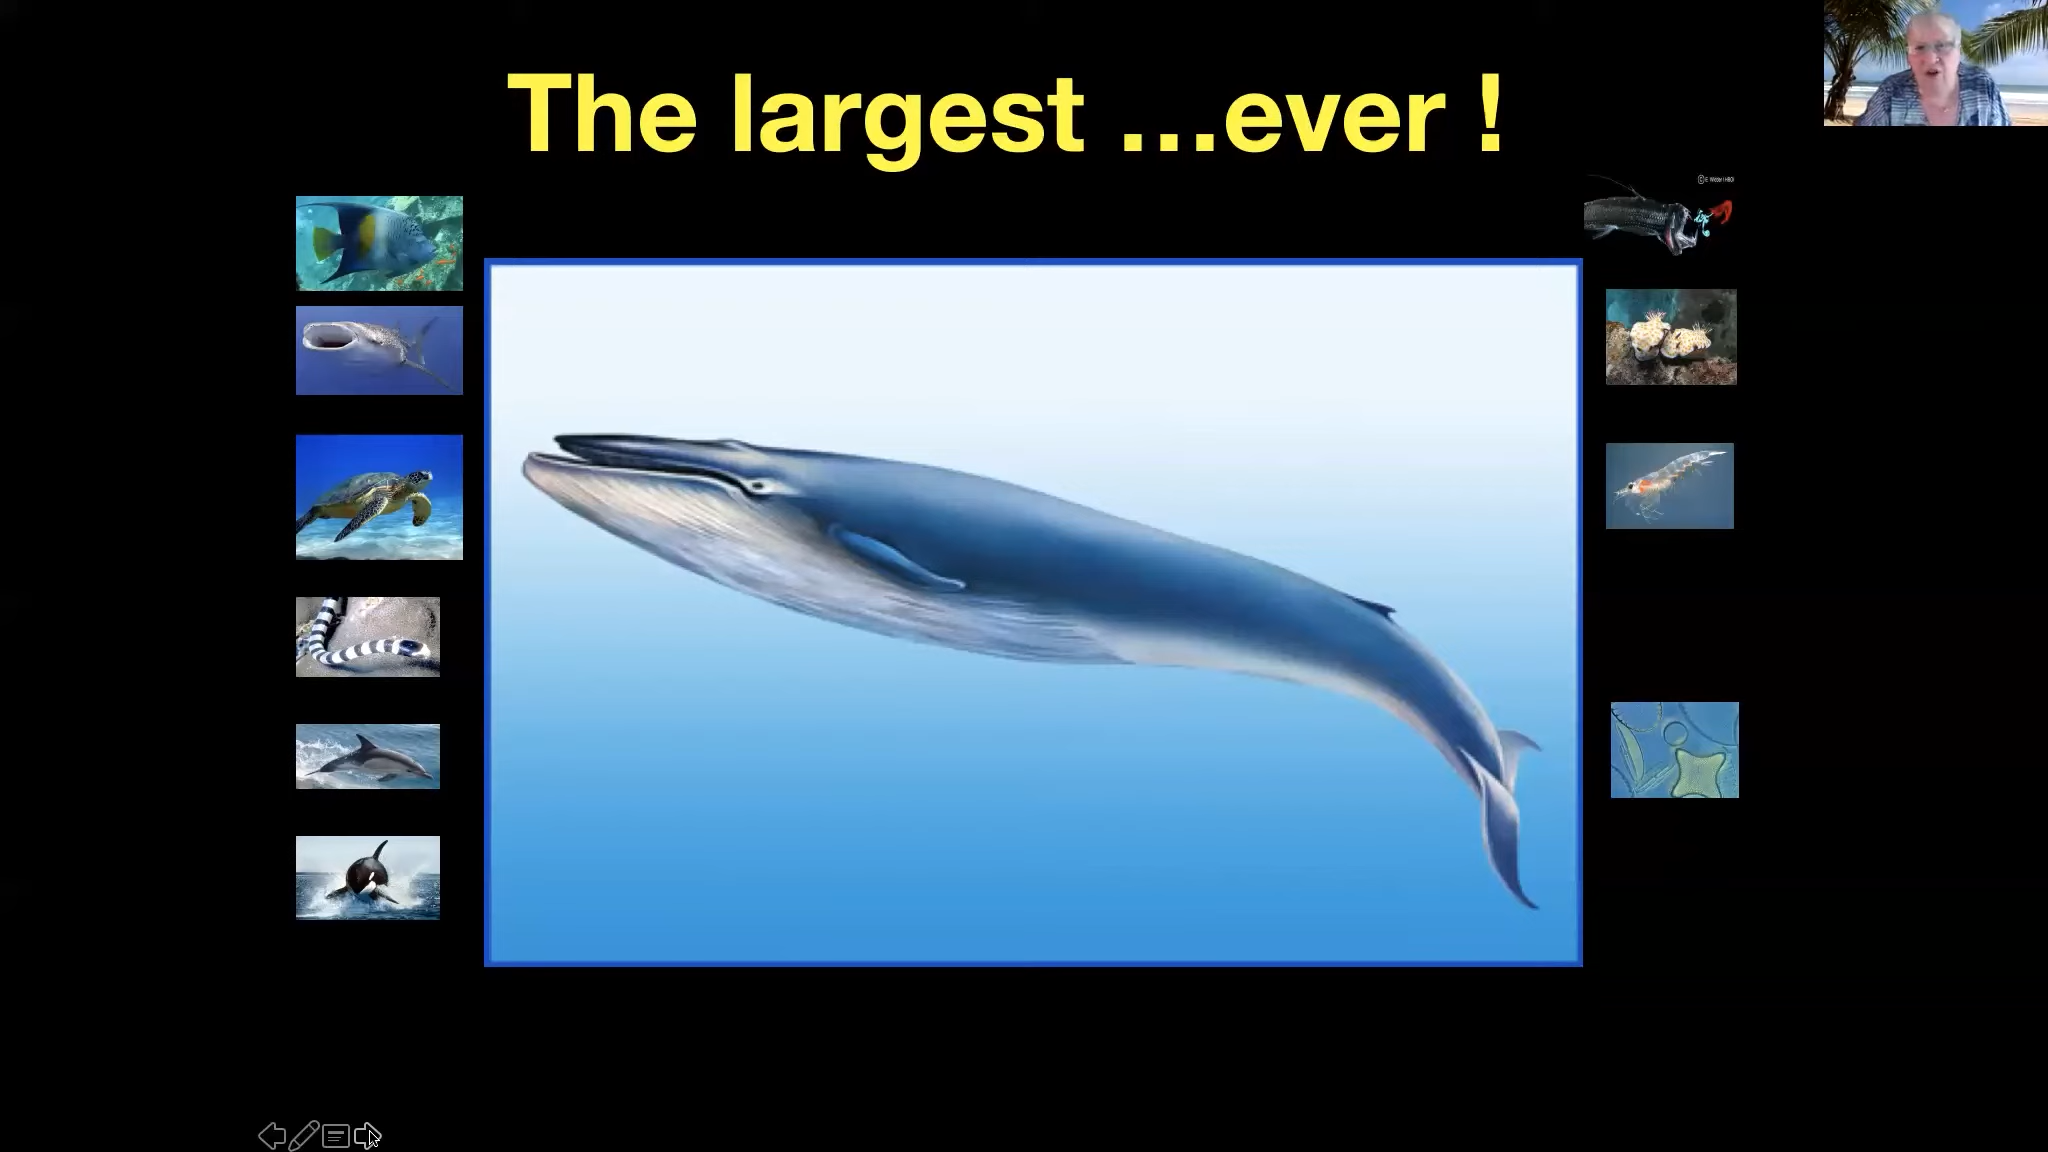 The largest ...ever !